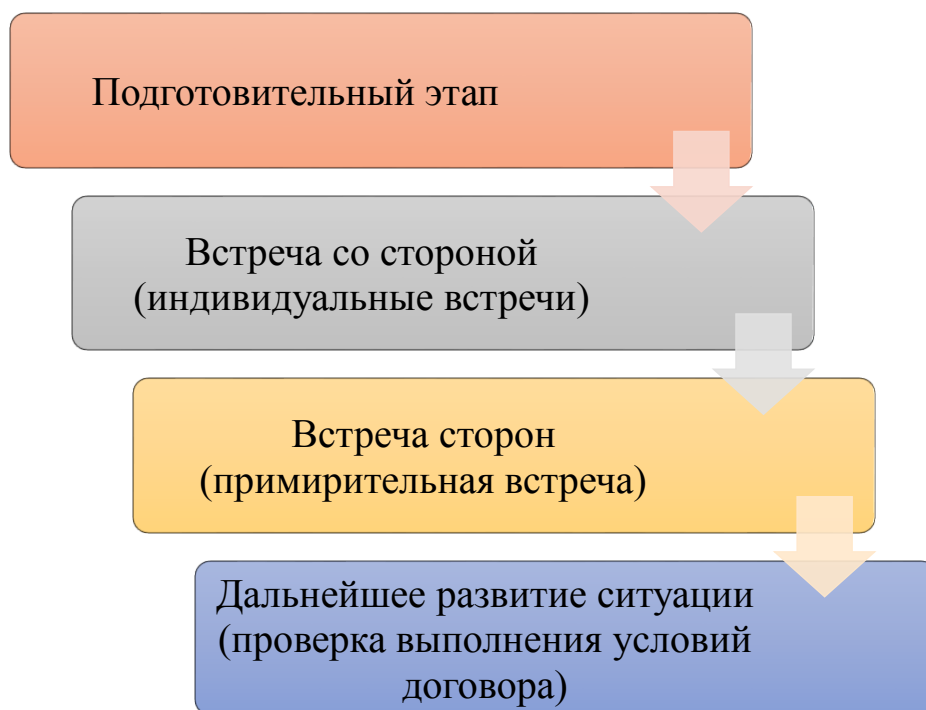 Подготовительный этап
Встреча со стороной
(индивидуальные встречи)
Встреча сторон
(примирительная встреча)
Дальнейшее развитие ситуации
(проверка выполнения условий
договора)